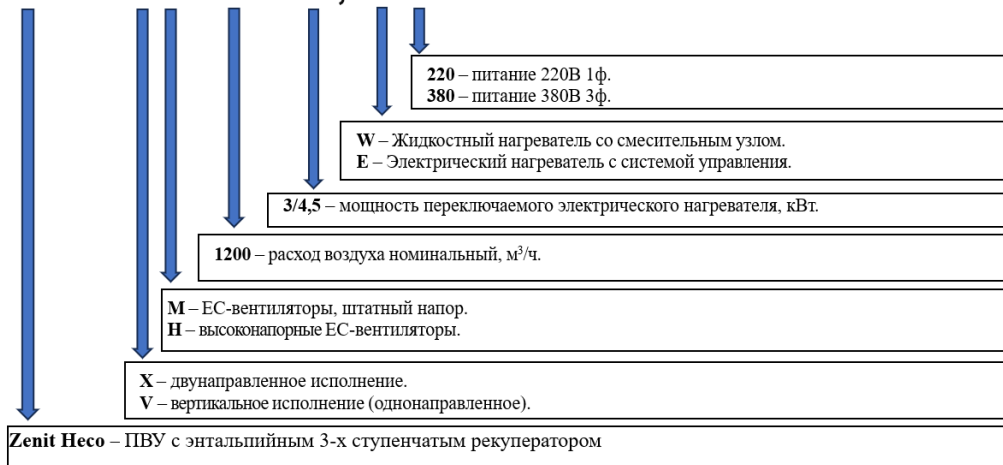 220 – питание 220В 1ф.
380 – питание 380В 3ф.
W – Жидкостный нагреватель со смесительным узлом.
E – Электрический нагреватель с системой управления.
3/4,5 – мощность переключаемого электрического нагревателя, кВт.
1200 – расход воздуха номинальный, м³/ч.
M – ЕС-вентиляторы, штатный напор.
H – высоконапорные ЕС-вентиляторы.
X – двунаправленное исполнение.
V – вертикальное исполнение (однонаправленное).
Zenit Heco – ПВУ с энтальпийным 3-х ступенчатым рекуператором